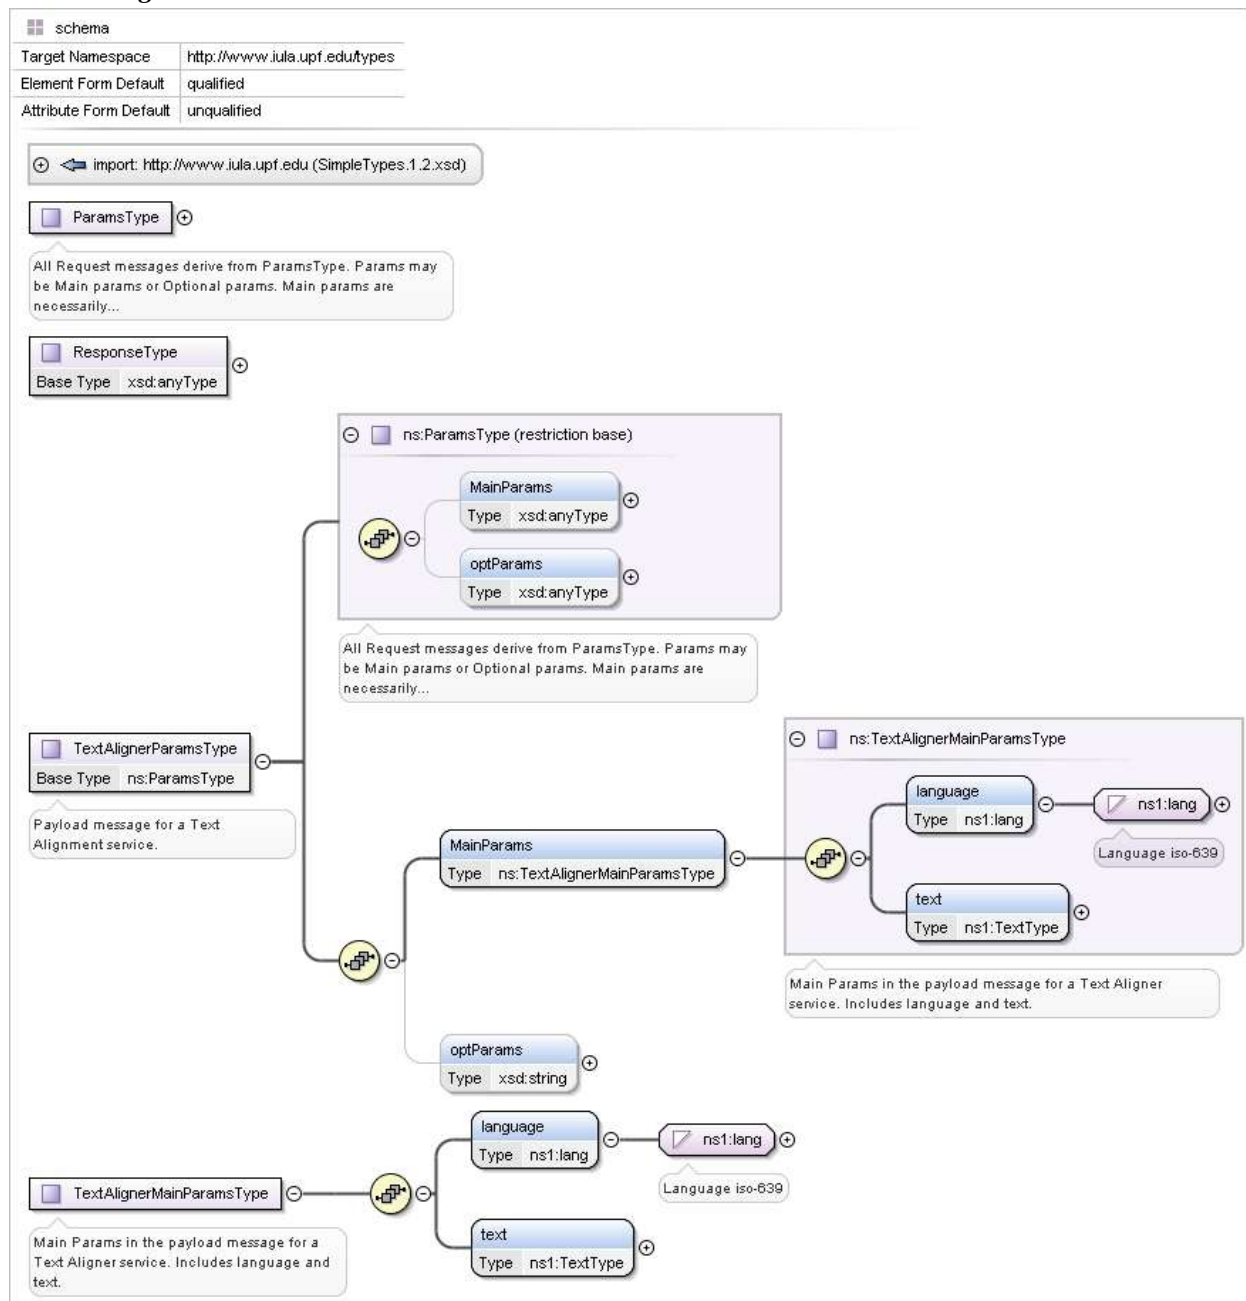 schema
Target Namespace http://www.iula.upf.edu/types
Element Form Default qualified
Attribute Form Default unqualified
import: http://www.iula.upf.edu (SimpleTypes.1.2.xsd)
ParamsType
All Request messages derive from ParamsType. Params may
be Main params or Optional params. Main params are
necessarily...
ResponseType
Base Type xsd:anyType
ns:ParamsType (restriction base)
MainParams
Type xsd:anyType
optParams
Type xsd:anyType
All Request messages derive from ParamsType. Params may
be Main params or Optional params. Main params are
necessarily...
TextAlignerParamsType
Base Type ns:ParamsType
Payload message for a Text
Alignment service.
MainParams
Type ns:TextAlignerMainParamsType
ns:TextAlignerMainParamsType
language
Type ns1:lang
ns1:lang
Language iso-639
text
Type ns1:TextType
Main Params in the payload message for a Text Aligner
service. Includes language and text.
optParams
Type xsd:string
TextAlignerMainParamsType
Main Params in the payload message for a
Text Aligner service. Includes language and
text.
language
Type ns1:lang
ns1:lang
Language iso-639
text
Type ns1:TextType